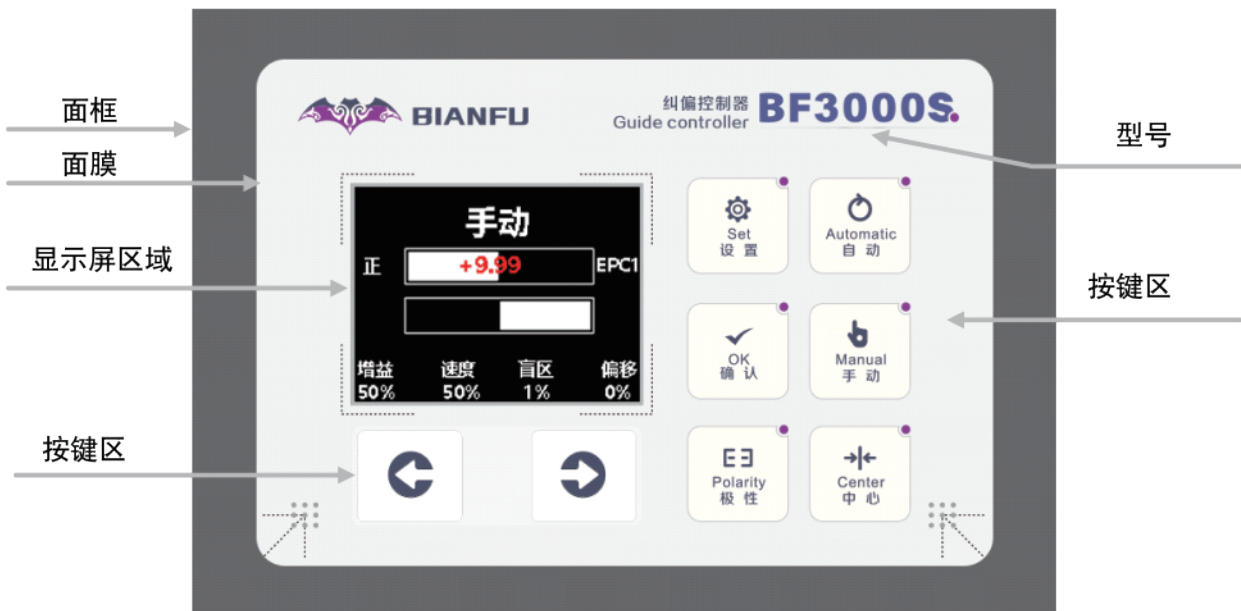 面框
面膜
显示屏区域
按键区
BIANFU
纠偏控制器
Guide controller
BF3000S
型号
按键区
手动
正
+9.99
EPC1
增益 速度 盲区 偏移
50% 50% 1% 0%
Set
设置
Automatic
自动
OK
确认
Manual
手动
Polarity
极性
Center
中心